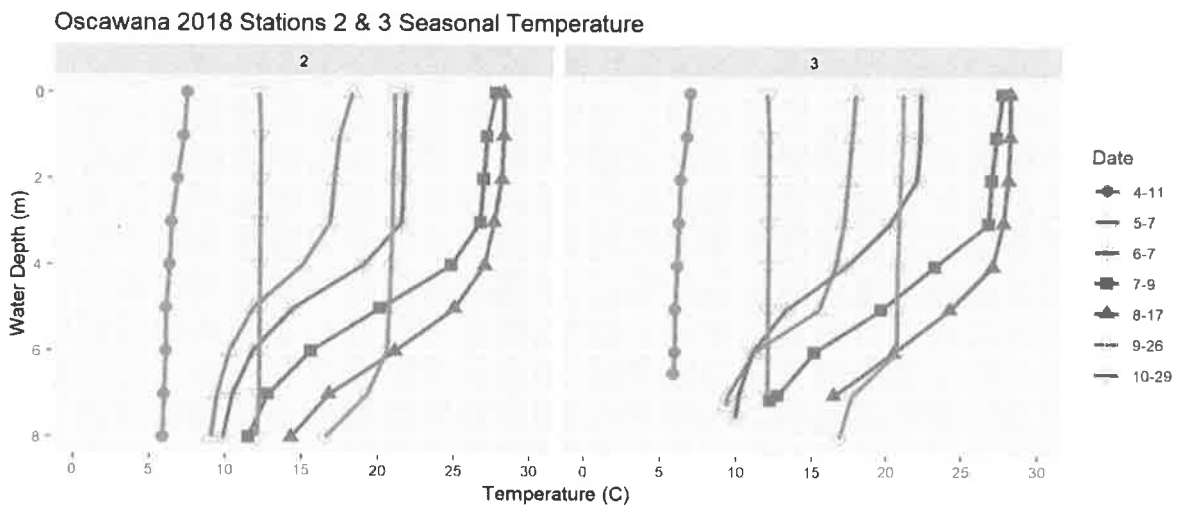 Oscawana 2018 Stations 2 & 3 Seasonal Temperature
2 3
0
2
4
6
8
Water Depth (m)
0 5 10 15 20 25 30 0 5 10 15 20 25 30
Temperature (C)
Date
4-11
5-7
6-7
7-9
8-17
9-26
10-29